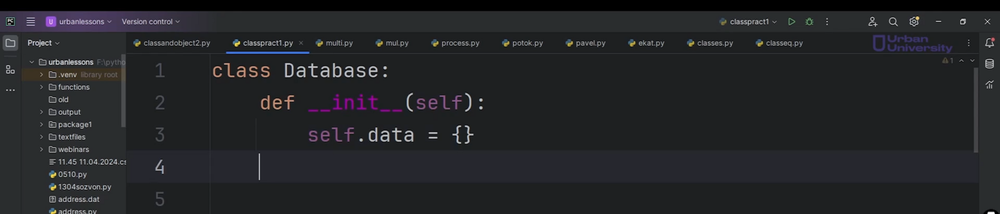 PC
U urbanlessons
Version control
classpract1
Project
classandobject2.py
classpract1.py
multi.py
mul.py
process.py
potok.py
pavel.py
ekat.py
classes.py
classeq.py
Urban University
urbanlessons F:\pytho
.venv library root
functions
old
output
package1
textfiles
webinars
11.45 11.04.2024.cs
0510.py
1304sozvon.py
address.dat
address.py
1 class Database:
2 def __init__(self):
3 self.data = {}
4
5
1